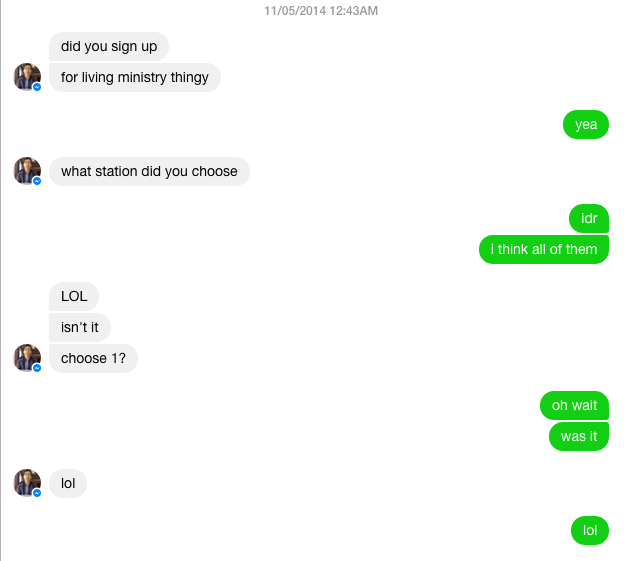 11/05/2014 12:43AM
did you sign up
for living ministry thingy
yea
what station did you choose
idr
i think all of them
LOL
isn't it
choose 1?
oh wait
was it
lol
lol